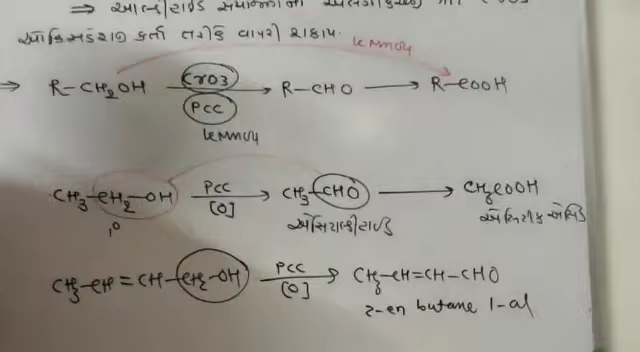 ⇒ આલ્ડીહાઈડ
ઓક્સિડેશન કર્તા તરીકે વાપરી શકાય. KMnO4
⇒ R-CH2OH CrO3 PCC → R-CHO → R-COOH
KMnO4
CH3-CH2-OH PCC [O] → CH3-CHO → CH3COOH
1° એસિટાલ્ડીહાઈડ એસિટીક એસિડ
CH3-CH=CH-CH2-OH PCC [O] → CH3-CH=CH-CHO
2-en butane 1-al